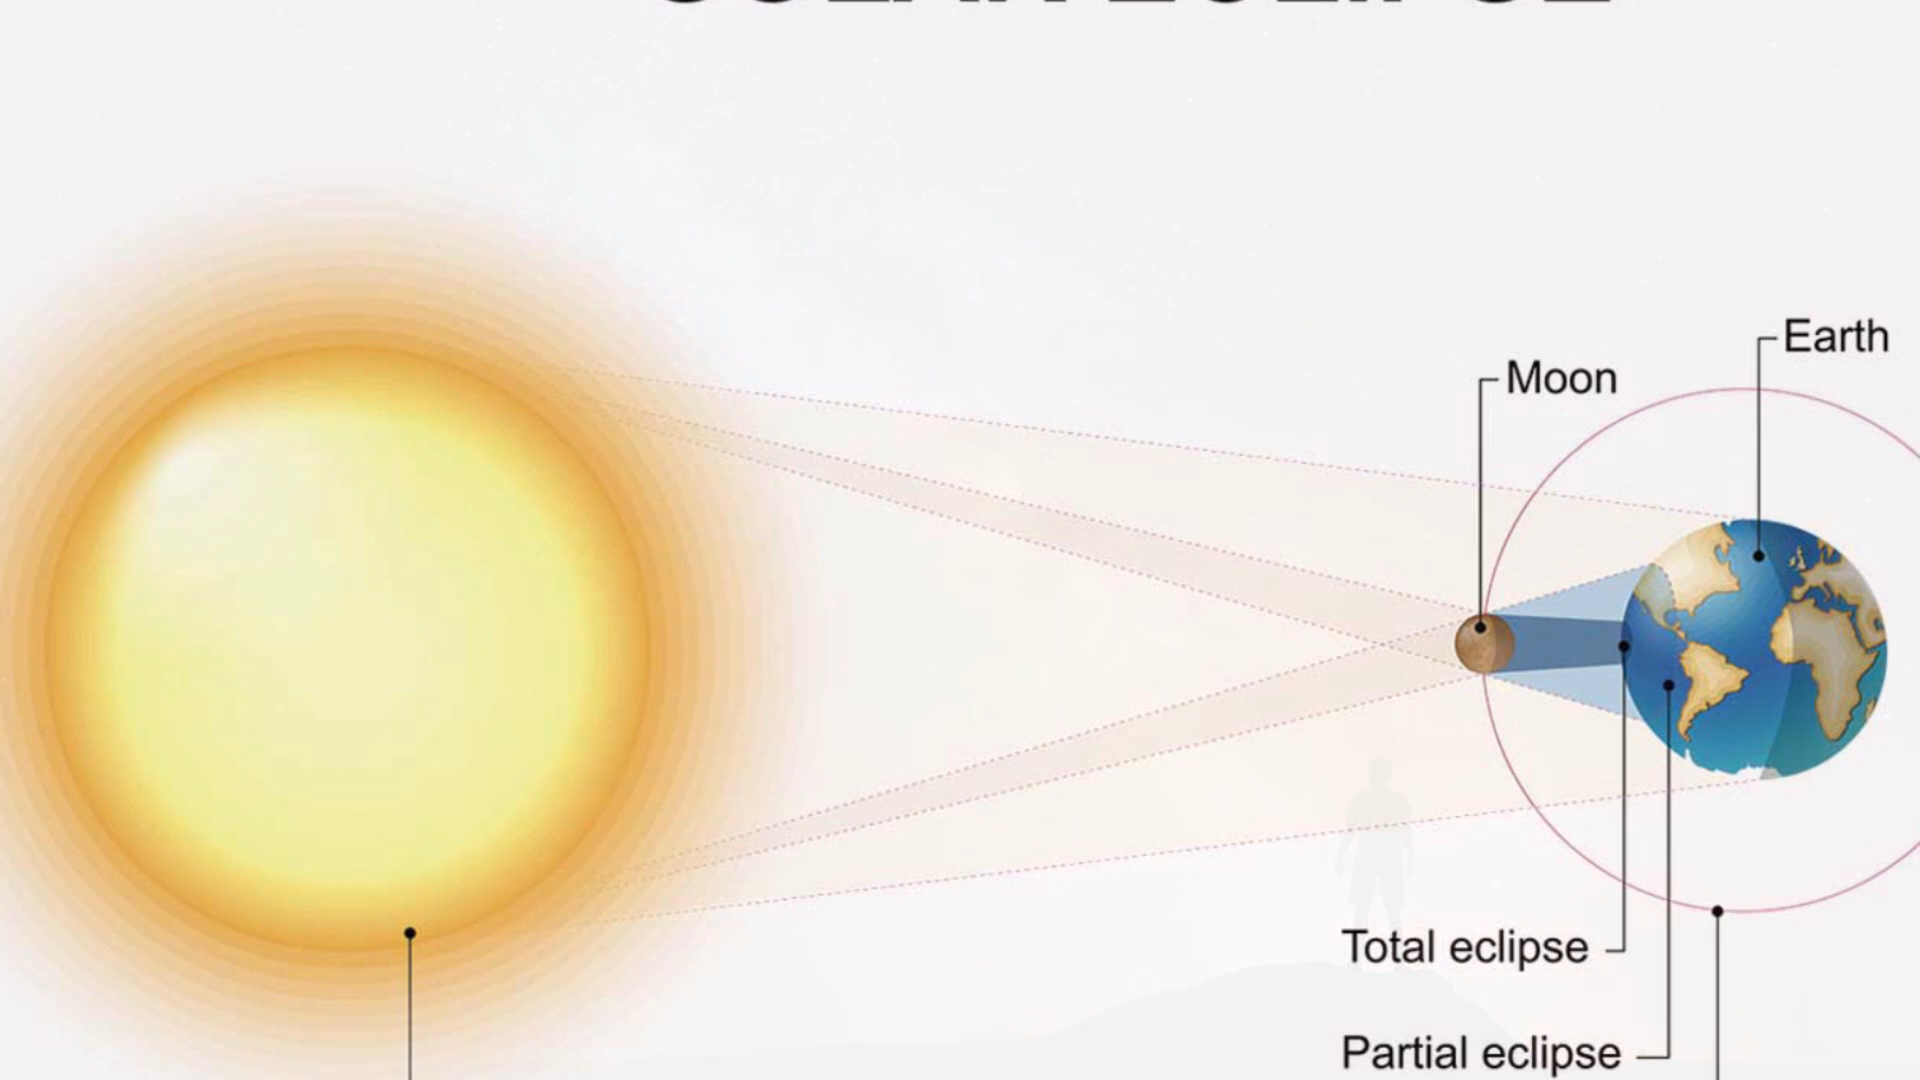 Earth
Moon
Total eclipse
Partial eclipse